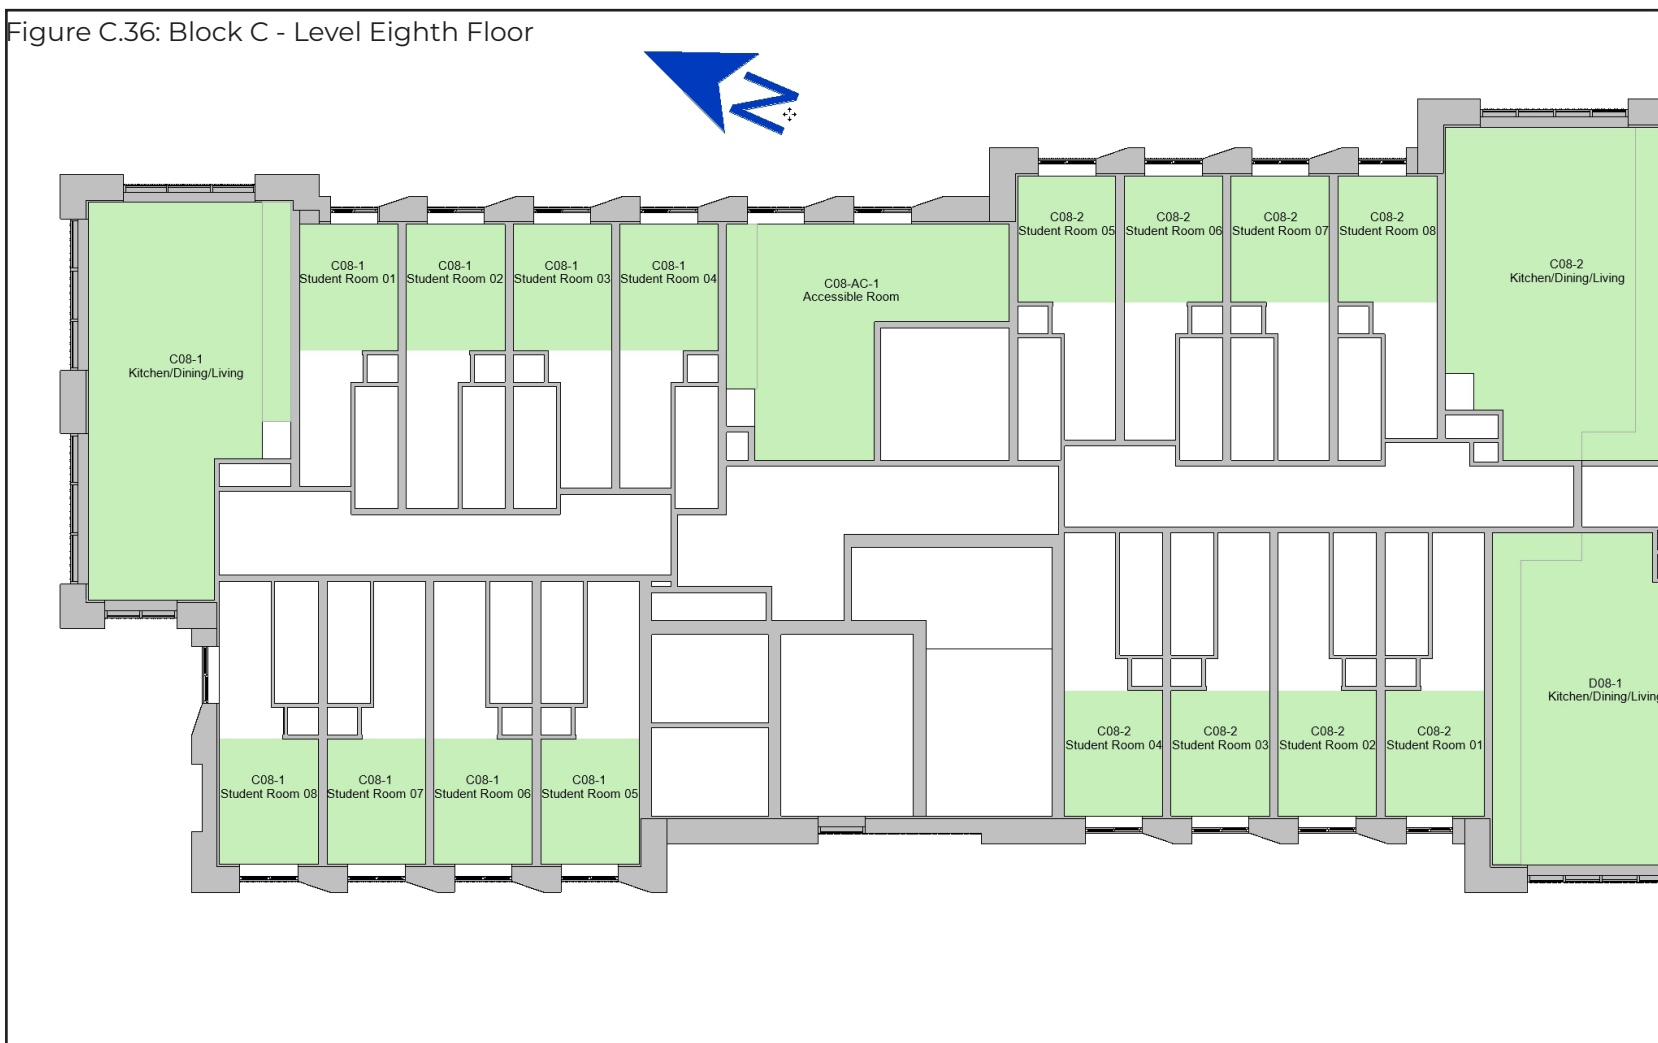 Figure C.36: Block C - Level Eighth Floor
N
C08-2
Student Room 05
C08-2
Student Room 06
C08-2
Student Room 07
C08-2
Student Room 08
C08-1
Student Room 01
C08-1
Student Room 02
C08-1
Student Room 03
C08-1
Student Room 04
C08-AC-1
Accessible Room
C08-2
Kitchen/Dining/Living
C08-1
Kitchen/Dining/Living
D08-1
Kitchen/Dining/Living
C08-2
Student Room 04
C08-2
Student Room 03
C08-2
Student Room 02
C08-2
Student Room 01
C08-1
Student Room 08
C08-1
Student Room 07
C08-1
Student Room 06
C08-1
Student Room 05